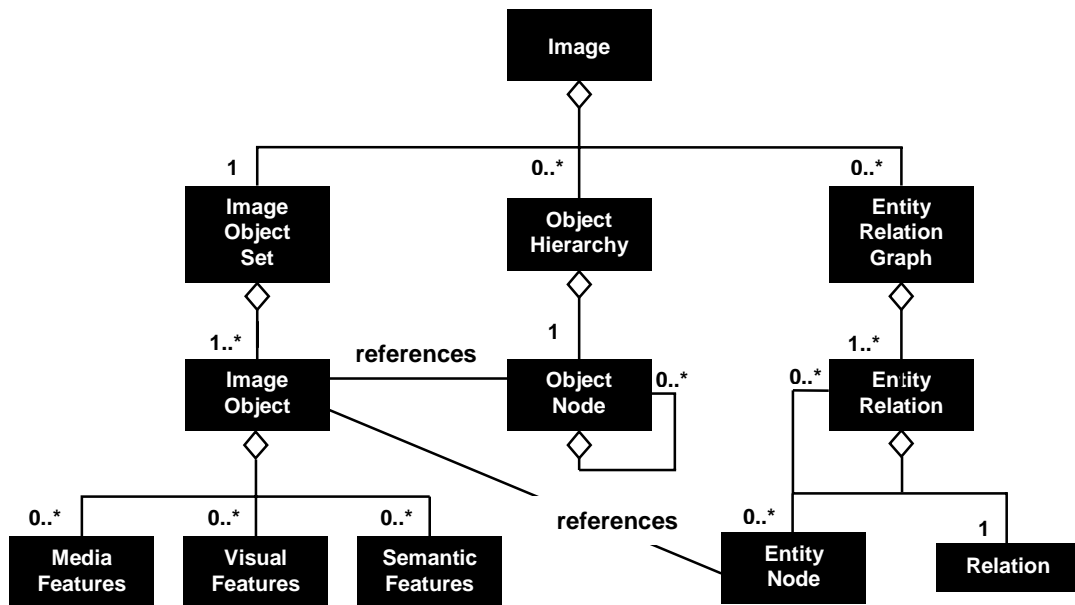 Image
1
0..*
0..*
Image
Object
Set
Object
Hierarchy
Entity
Relation
Graph
1..*
1
1..*
references
Image
Object
Object
Node
0..*
0..*
Entity
Relation
0..*
0..*
0..*
references
0..*
1
Media
Features
Visual
Features
Semantic
Features
Entity
Node
Relation